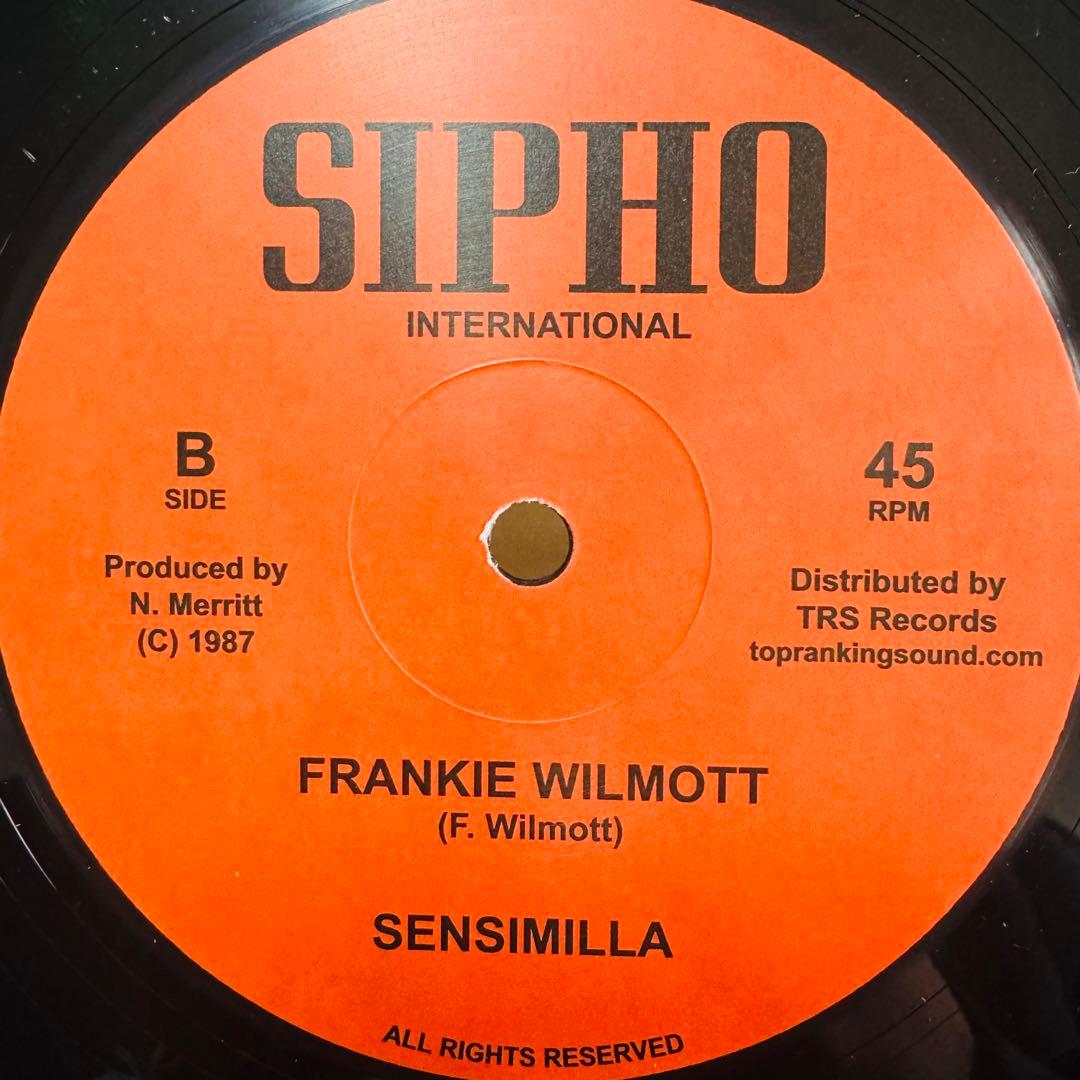 SIPHO
INTERNATIONAL
B
SIDE
Produced by
N. Merritt
(C) 1987
45
RPM
Distributed by
TRS Records
toprankingsound.com
FRANKIE WILMOTT
(F. Wilmott)
SENSIMILLA
ALL RIGHTS RESERVED